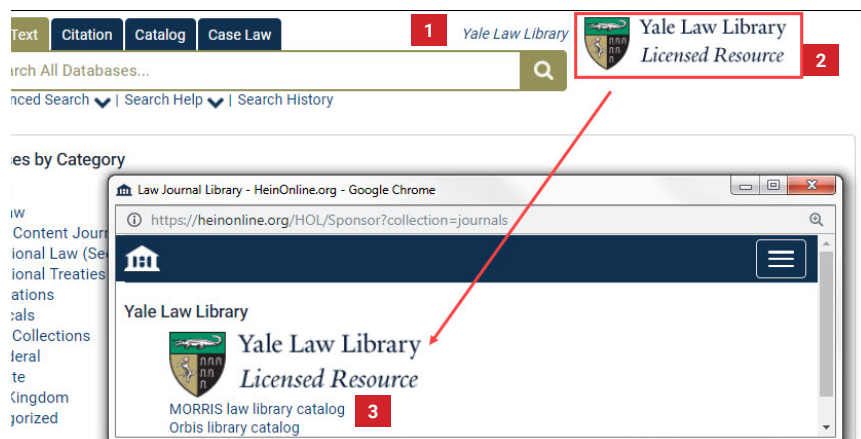 Text Citation Catalog Case Law 1 Yale Law Library Yale Law Library
Licensed Resource 2
rch All Databases...
nced Search | Search Help | Search History
es by Category
Law Journal Library - HeinOnline.org - Google Chrome
https://heinonline.org/HOL/Sponsor?collection=journals
aw
Content Journ
ional Law (Se
ional Treaties
ations
cals
Collections
deral
te
Kingdom
gorized
Yale Law Library
Yale Law Library
Licensed Resource
MORRIS law library catalog 3
Orbis library catalog